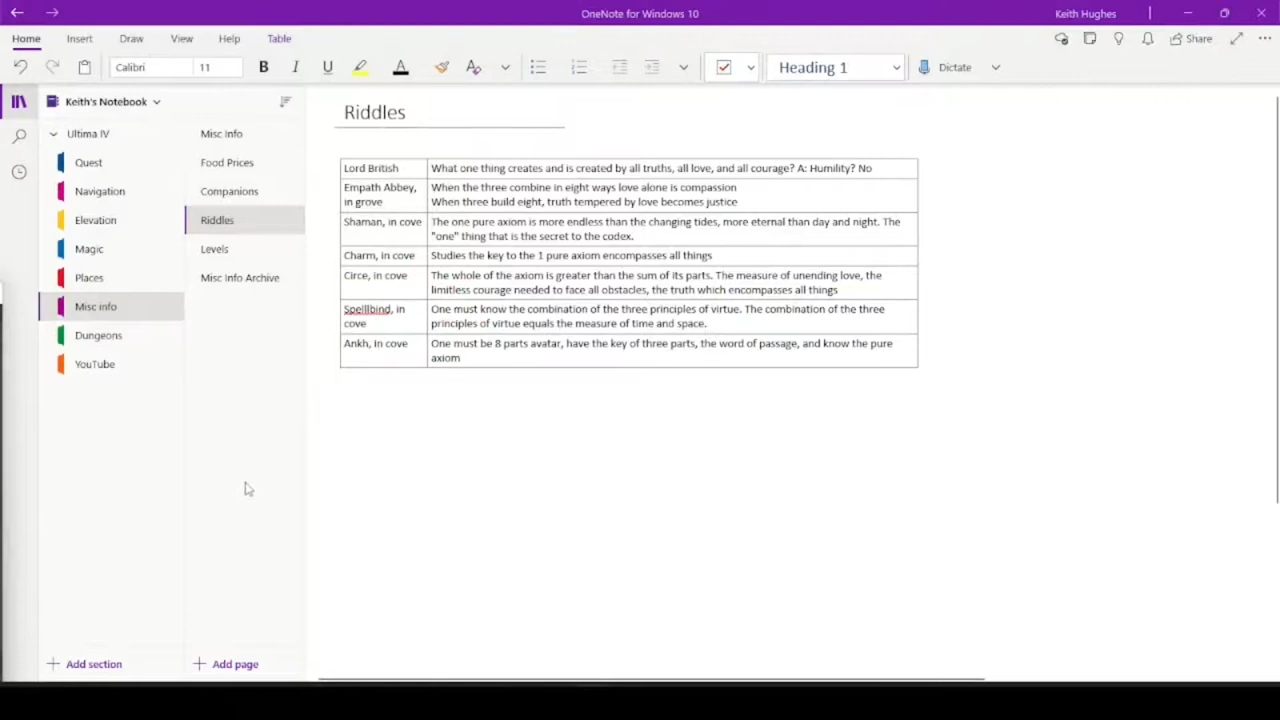 OneNote for Windows 10
Keith Hughes
Home Insert Draw View Help Table
Share
Calibri 11 B I U A A Heading 1 Dictate
Keith's Notebook
Ultima IV
Quest
Navigation
Elevation
Magic
Places
Misc info
Dungeons
YouTube
Add section
Misc Info
Food Prices
Companions
Riddles
Levels
Misc Info Archive
Add page
Riddles
Lord British What one thing creates and is created by all truths, all love, and all courage? A: Humility? No
Empath Abbey, When the three combine in eight ways love alone is compassion
in grove When three build eight, truth tempered by love becomes justice
Shaman, in cove The one pure axiom is more endless than the changing tides, more eternal than day and night. The
"one" thing that is the secret to the codex.
Charm, in cove Studies the key to the 1 pure axiom encompasses all things
Circe, in cove The whole of the axiom is greater than the sum of its parts. The measure of unending love, the
limitless courage needed to face all obstacles, the truth which encompasses all things
Spelllbind, in One must know the combination of the three principles of virtue. The combination of the three
cove principles of virtue equals the measure of time and space.
Ankh, in cove One must be 8 parts avatar, have the key of three parts, the word of passage, and know the pure
axiom